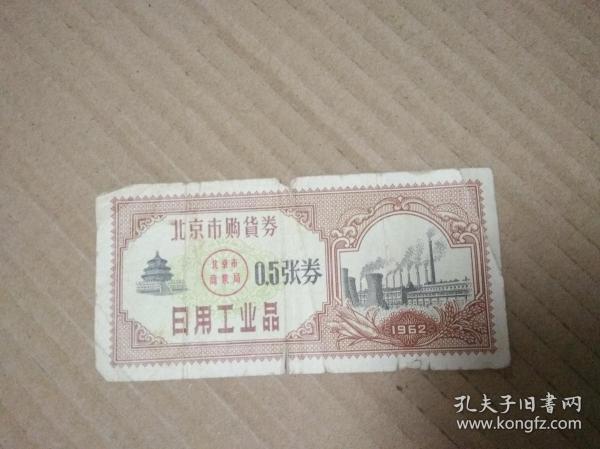 北京市购货券
北京市
商业局
0.5张券
日用工业品
1962
孔夫子旧书网
www.kongfz.com